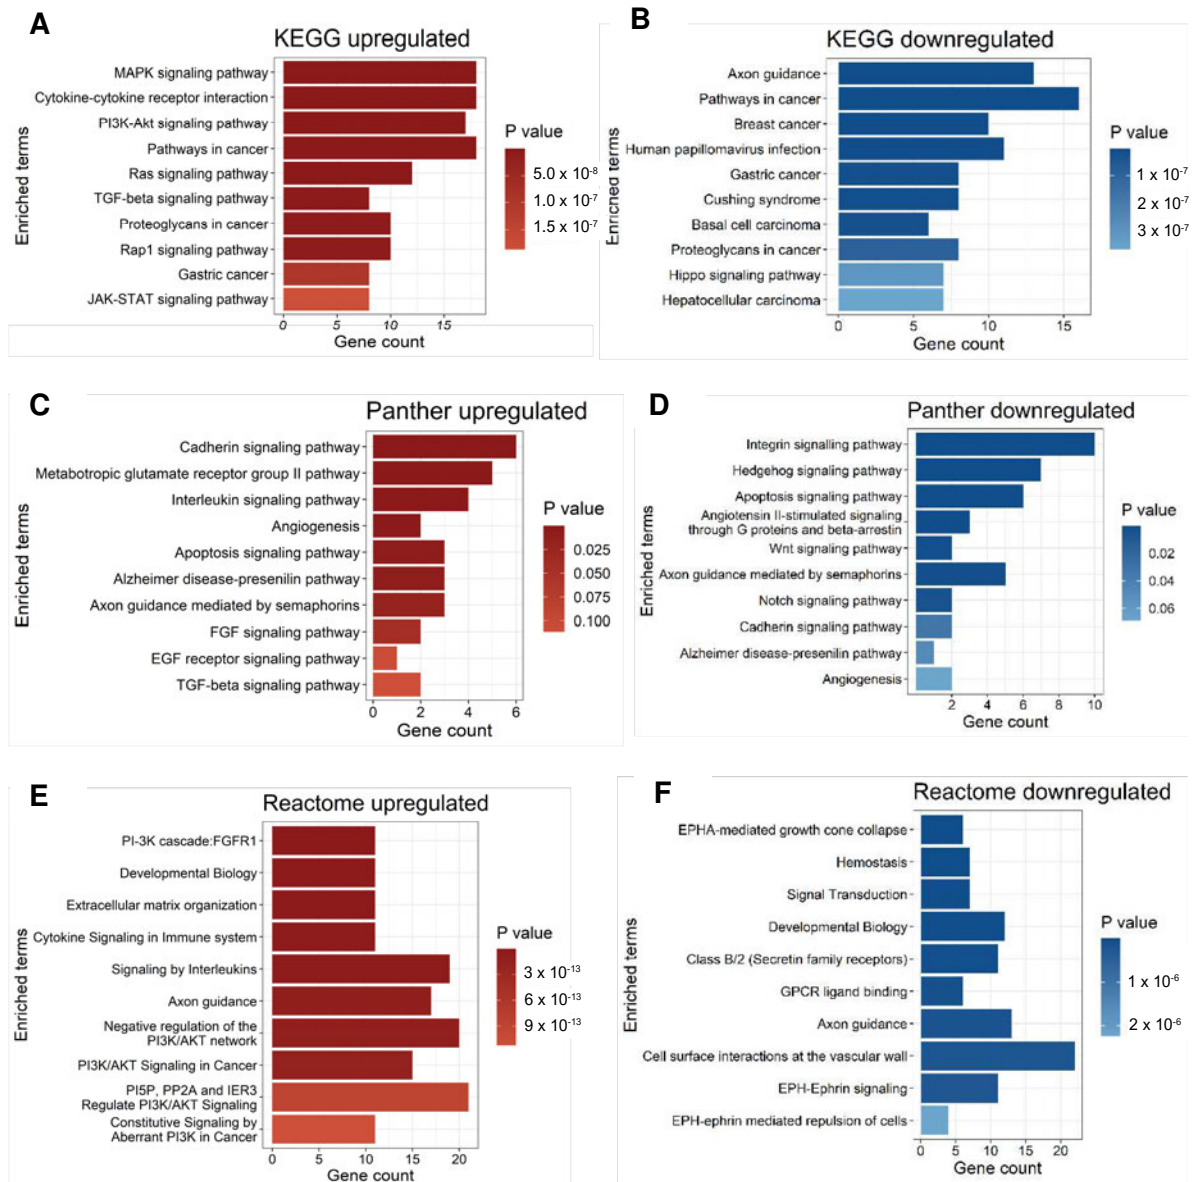 A
KEGG upregulated
Enriched terms
MAPK signaling pathway
Cytokine-cytokine receptor interaction
PI3K-Akt signaling pathway
Pathways in cancer
Ras signaling pathway
TGF-beta signaling pathway
Proteoglycans in cancer
Rap1 signaling pathway
Gastric cancer
JAK-STAT signaling pathway
0 5 10 15
Gene count
P value
5.0 x 10-8
1.0 x 10-7
1.5 x 10-7
B
KEGG downregulated
Enriched terms
Axon guidance
Pathways in cancer
Breast cancer
Human papillomavirus infection
Gastric cancer
Cushing syndrome
Basal cell carcinoma
Proteoglycans in cancer
Hippo signaling pathway
Hepatocellular carcinoma
0 5 10 15
Gene count
P value
1 x 10-7
2 x 10-7
3 x 10-7
C
Panther upregulated
Enriched terms
Cadherin signaling pathway
Metabotropic glutamate receptor group II pathway
Interleukin signaling pathway
Angiogenesis
Apoptosis signaling pathway
Alzheimer disease-presenilin pathway
Axon guidance mediated by semaphorins
FGF signaling pathway
EGF receptor signaling pathway
TGF-beta signaling pathway
0 2 4 6
Gene count
P value
0.025
0.050
0.075
0.100
D
Panther downregulated
Enriched terms
Integrin signalling pathway
Hedgehog signaling pathway
Apoptosis signaling pathway
Angiotensin II-stimulated signaling
through G proteins and beta-arrestin
Wnt signaling pathway
Axon guidance mediated by semaphorins
Notch signaling pathway
Cadherin signaling pathway
Alzheimer disease-presenilin pathway
Angiogenesis
2 4 6 8 10
Gene count
P value
0.02
0.04
0.06
E
Reactome upregulated
Enriched terms
PI-3K cascade:FGFR1
Developmental Biology
Extracellular matrix organization
Cytokine Signaling in Immune system
Signaling by Interleukins
Axon guidance
Negative regulation of the
PI3K/AKT network
PI3K/AKT Signaling in Cancer
PI5P, PP2A and IER3
Regulate PI3K/AKT Signaling
Constitutive Signaling by
Aberrant PI3K in Cancer
0 5 10 15 20
Gene count
P value
3 x 10-13
6 x 10-13
9 x 10-13
F
Reactome downregulated
Enriched terms
EPHA-mediated growth cone collapse
Hemostasis
Signal Transduction
Developmental Biology
Class B/2 (Secretin family receptors)
GPCR ligand binding
Axon guidance
Cell surface interactions at the vascular wall
EPH-Ephrin signaling
EPH-ephrin mediated repulsion of cells
0 5 10 15 20
Gene count
P value
1 x 10-6
2 x 10-6